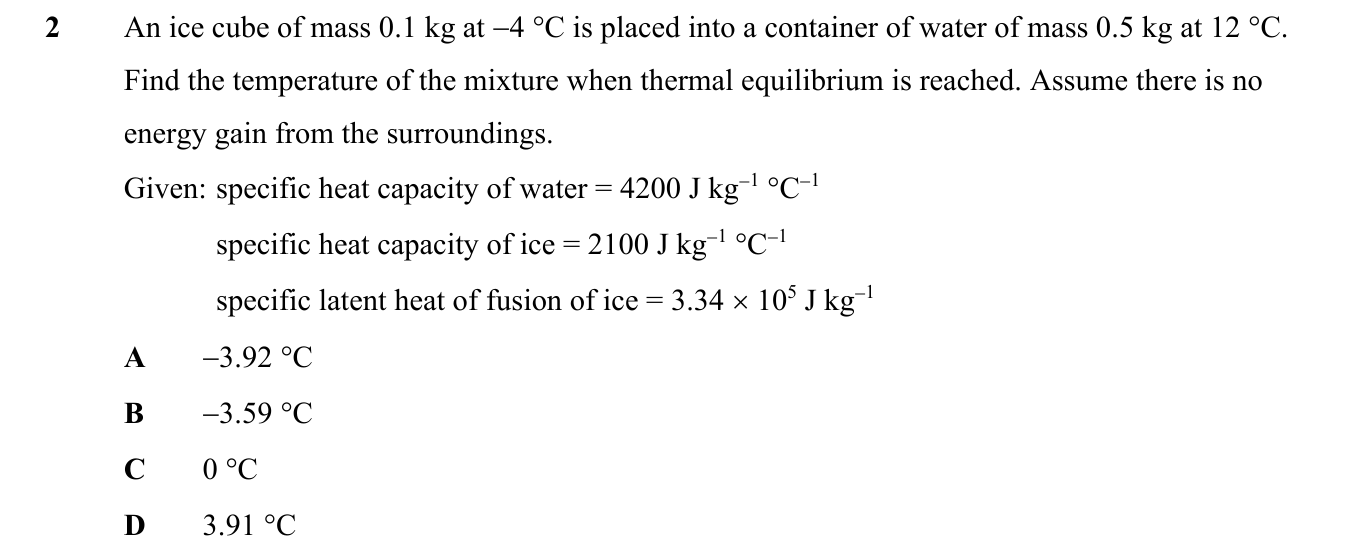 2 An ice cube of mass 0.1 kg at –4 °C is placed into a container of water of mass 0.5 kg at 12 °C.
Find the temperature of the mixture when thermal equilibrium is reached. Assume there is no
energy gain from the surroundings.
Given: specific heat capacity of water = 4200 J kg⁻¹ °C⁻¹
specific heat capacity of ice = 2100 J kg⁻¹ °C⁻¹
specific latent heat of fusion of ice = 3.34 × 10⁵ J kg⁻¹
A –3.92 °C
B –3.59 °C
C 0 °C
D 3.91 °C